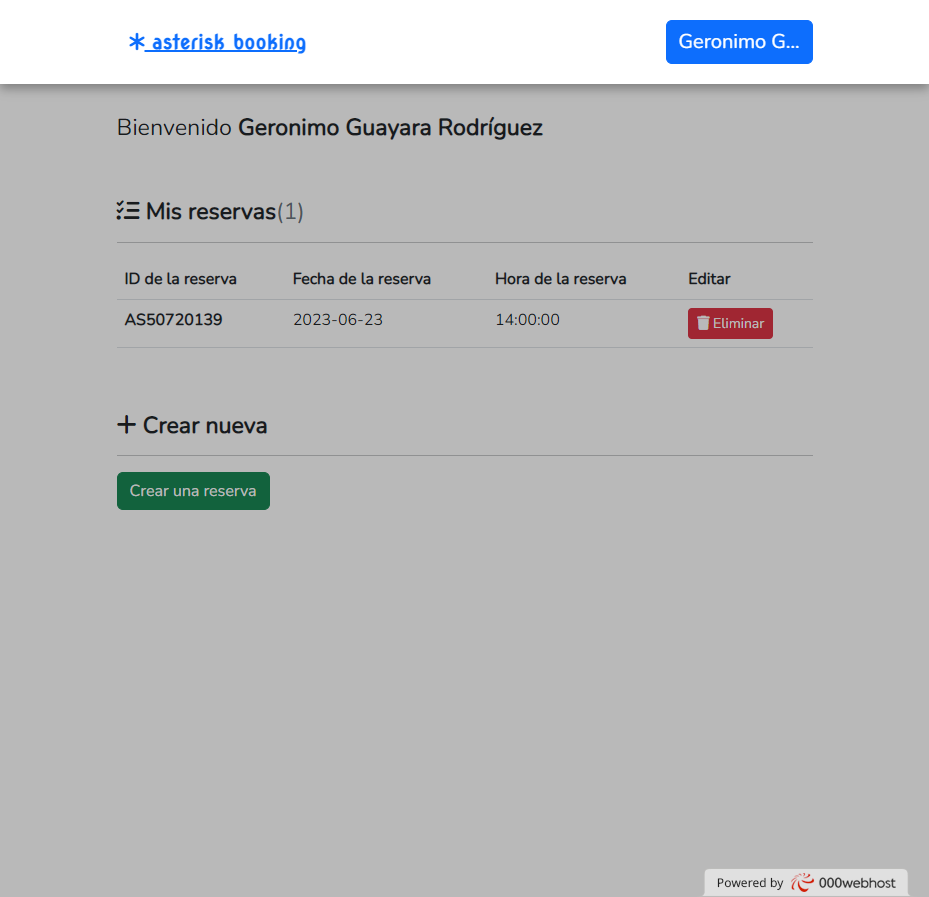 asterisk booking
Geronimo G...
Bienvenido Geronimo Guayara Rodríguez
Mis reservas(1)
ID de la reserva Fecha de la reserva Hora de la reserva Editar
AS50720139 2023-06-23 14:00:00 Eliminar
Crear nueva
Crear una reserva
Powered by 000webhost